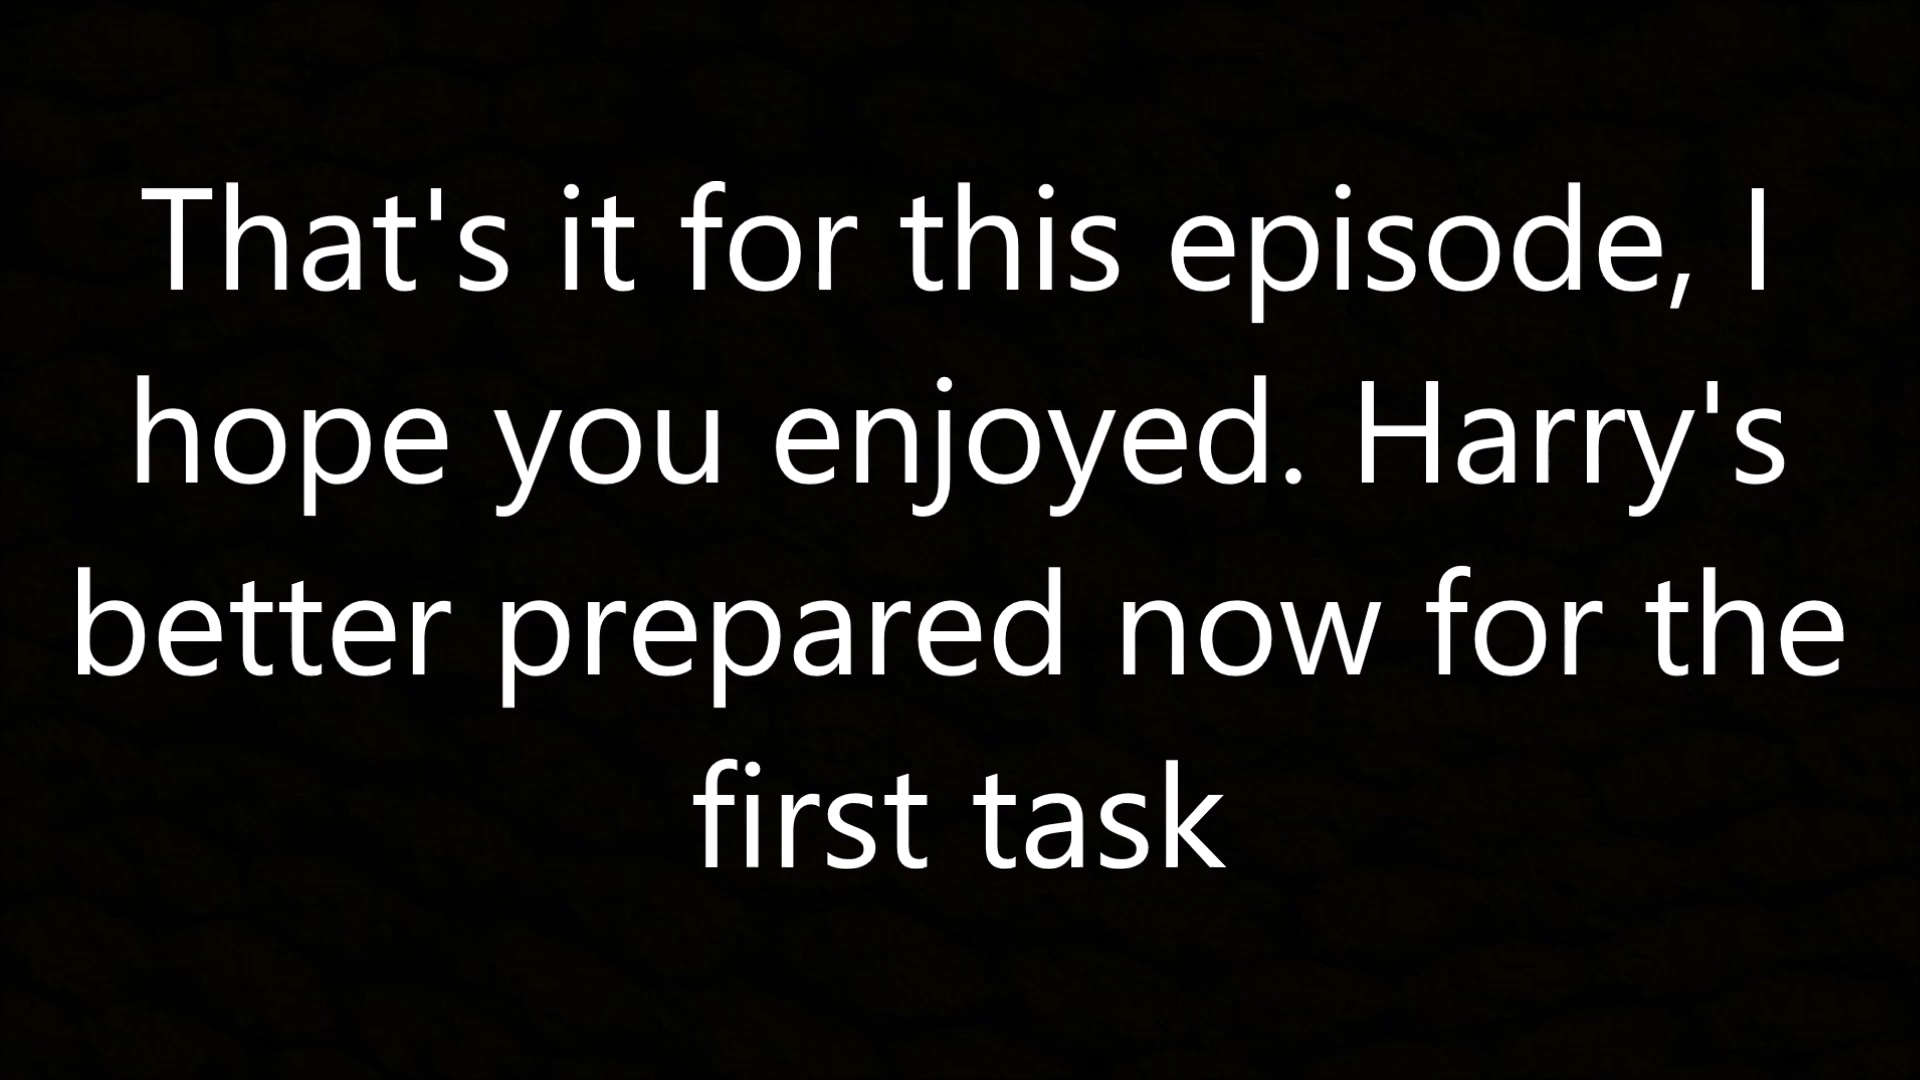 That's it for this episode, I
hope you enjoyed. Harry's
better prepared now for the
first task